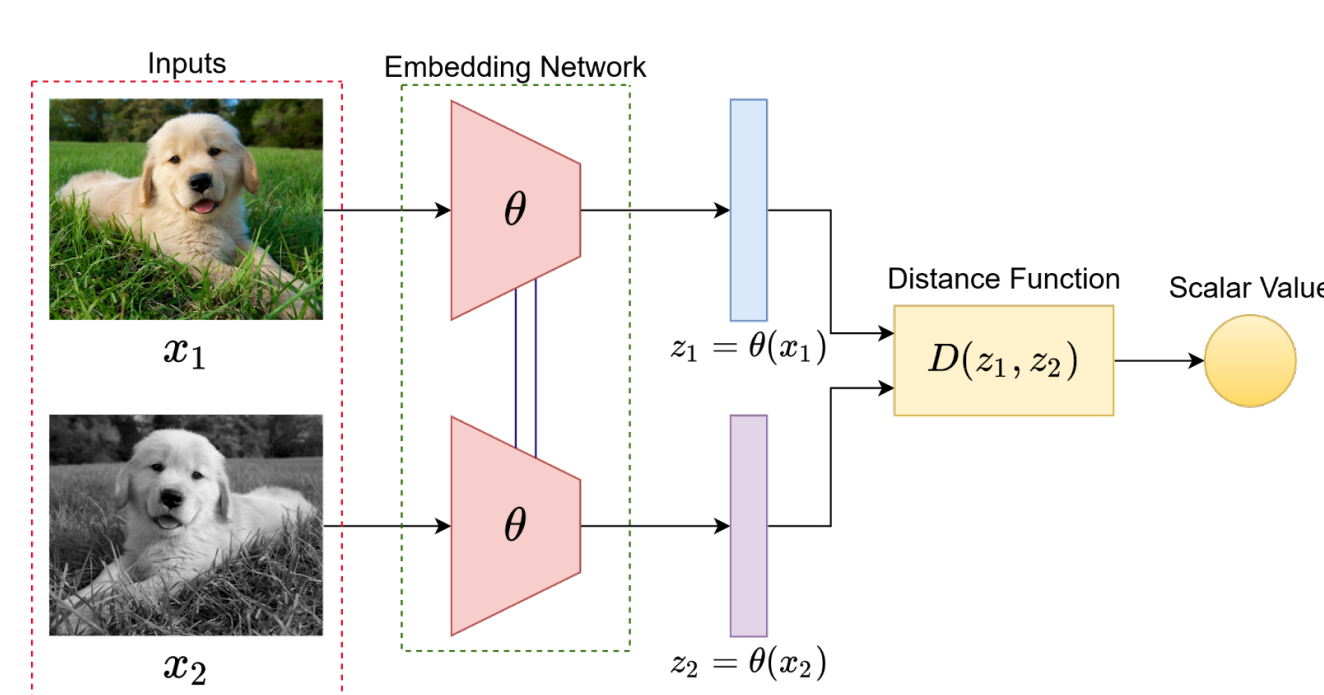 Inputs
Embedding Network
θ
z₁ = θ(x₁)
x₁
Distance Function
D(z₁, z₂)
Scalar Value
θ
z₂ = θ(x₂)
x₂